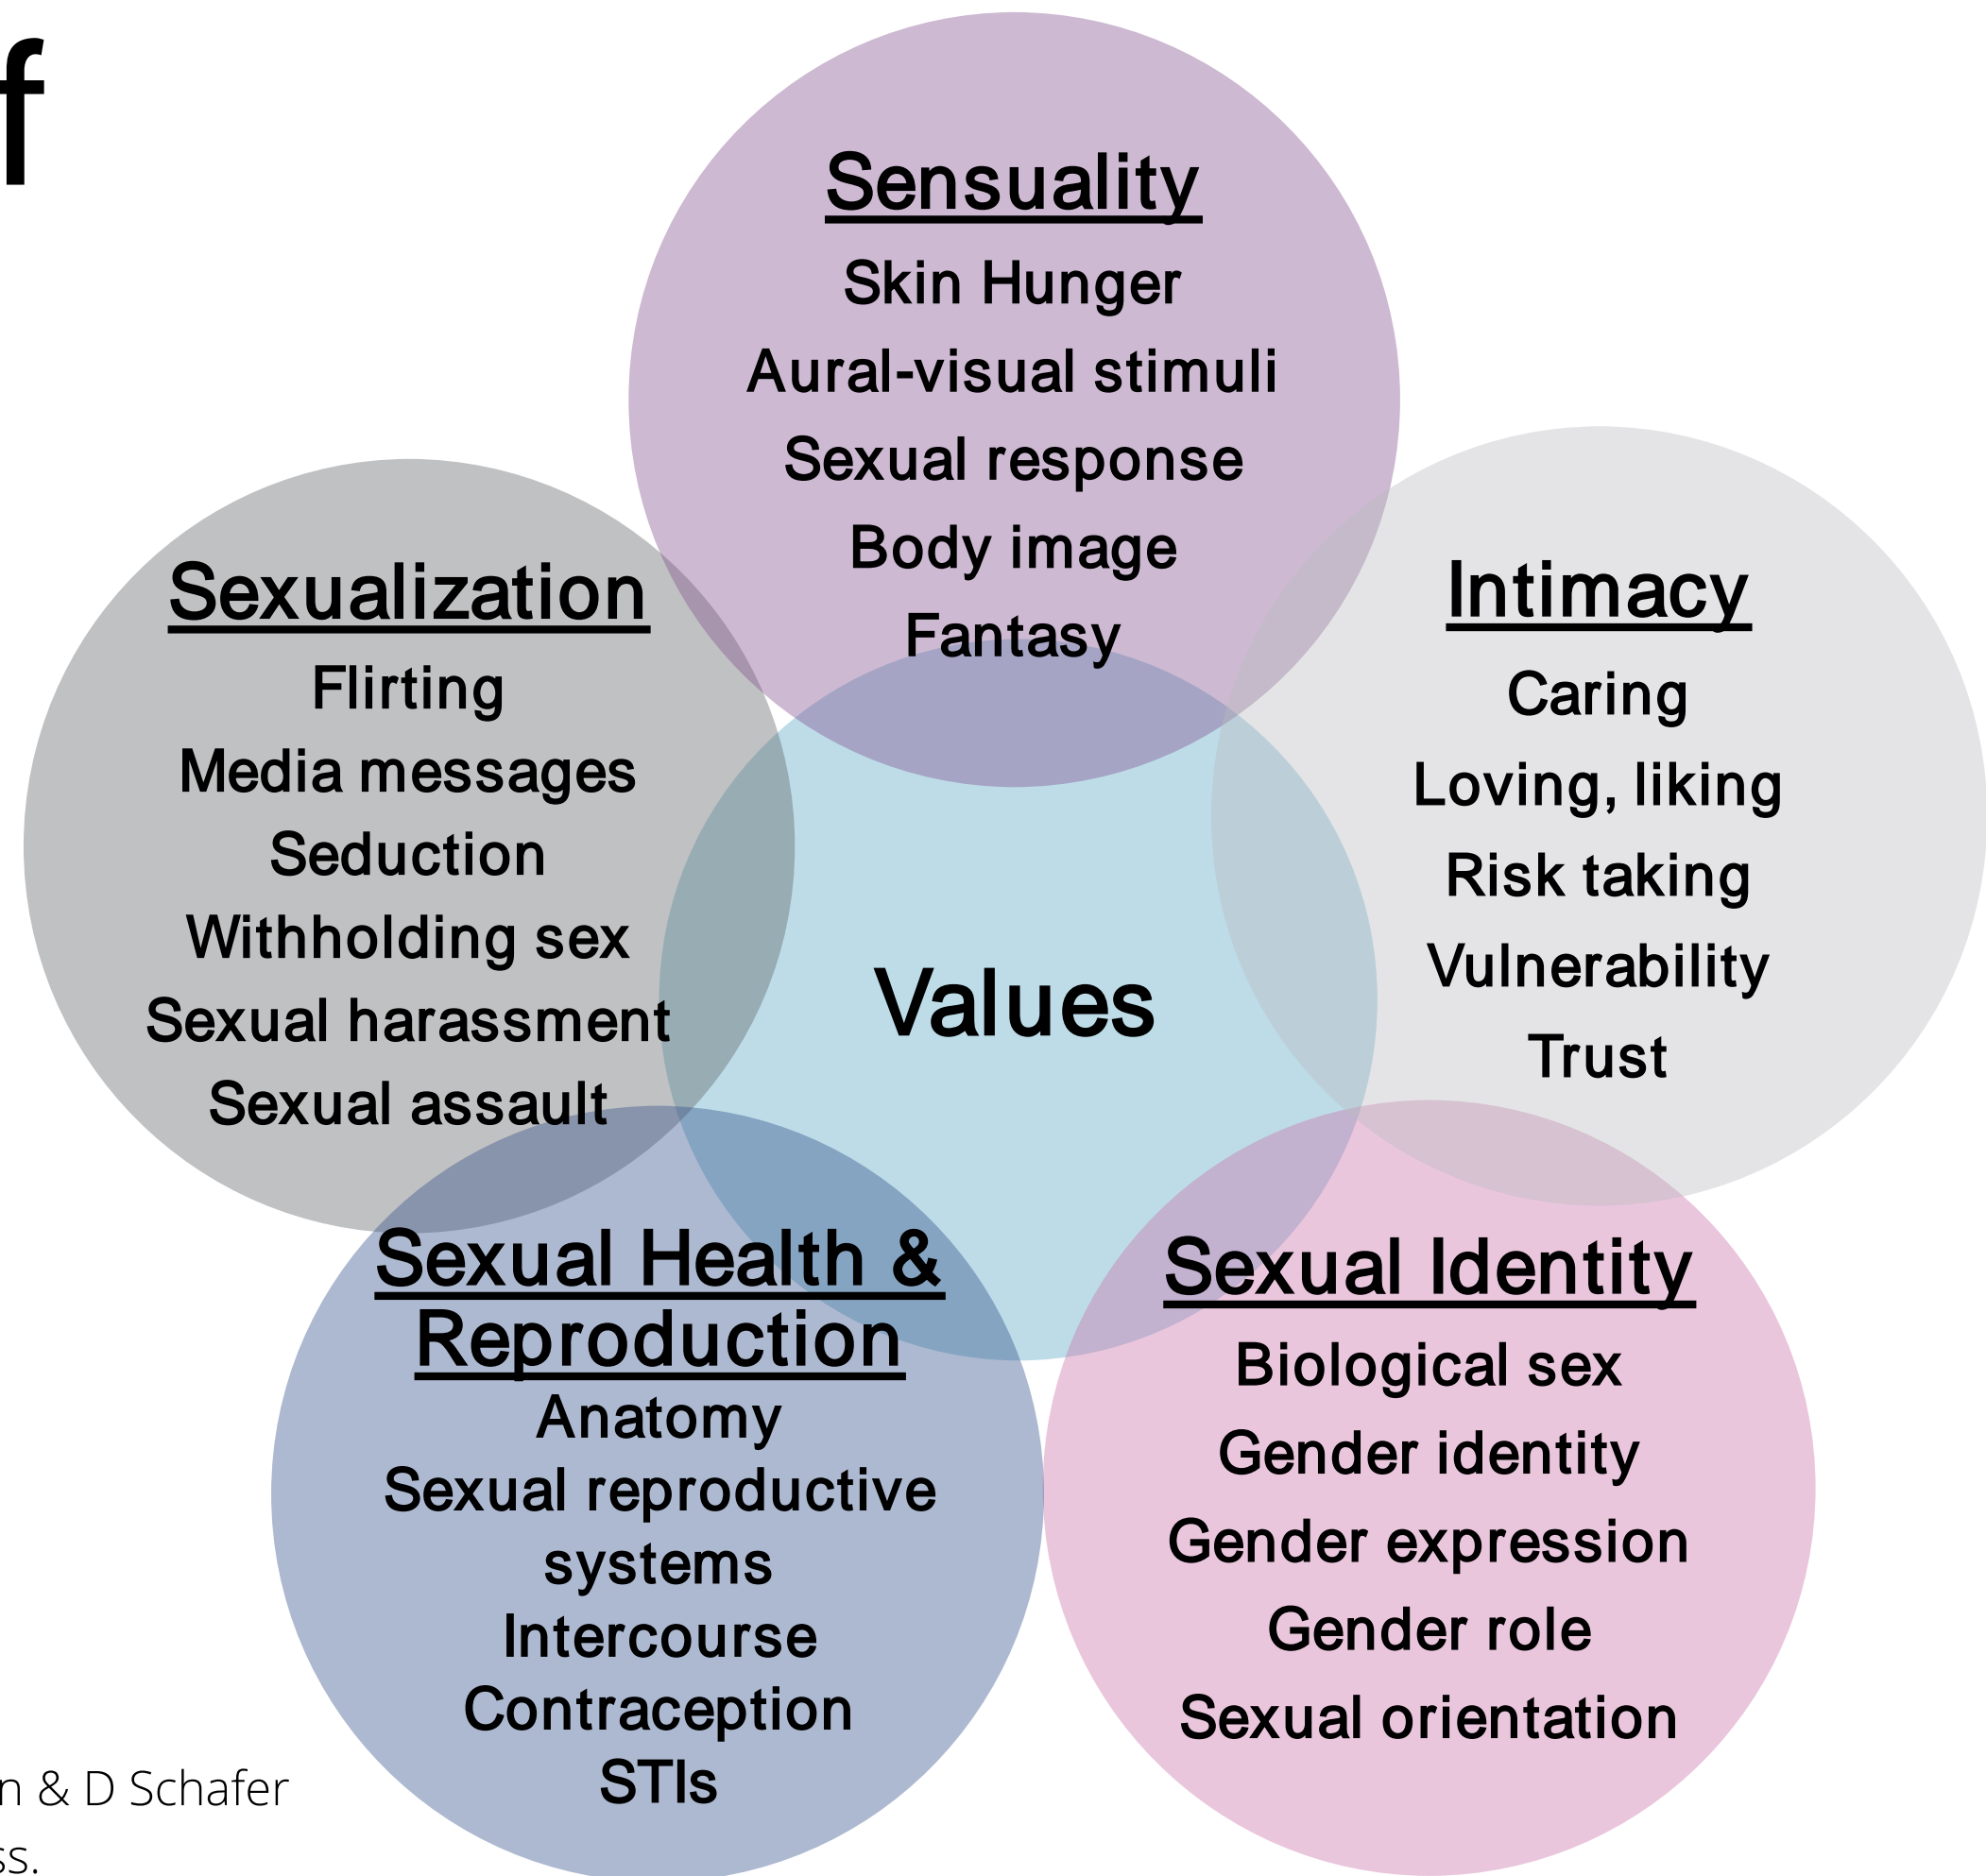 f
Sensuality
Skin Hunger
Aural-visual stimuli
Sexual response
Body image
Fantasy
Sexualization
Flirting
Media messages
Seduction
Withholding sex
Sexual harassment
Sexual assault
Intimacy
Caring
Loving, liking
Risk taking
Vulnerability
Trust
Values
Sexual Health &
Reproduction
Anatomy
Sexual reproductive
systems
Intercourse
Contraception
STIs
Sexual Identity
Biological sex
Gender identity
Gender expression
Gender role
Sexual orientation
n & D Schafer
ss.